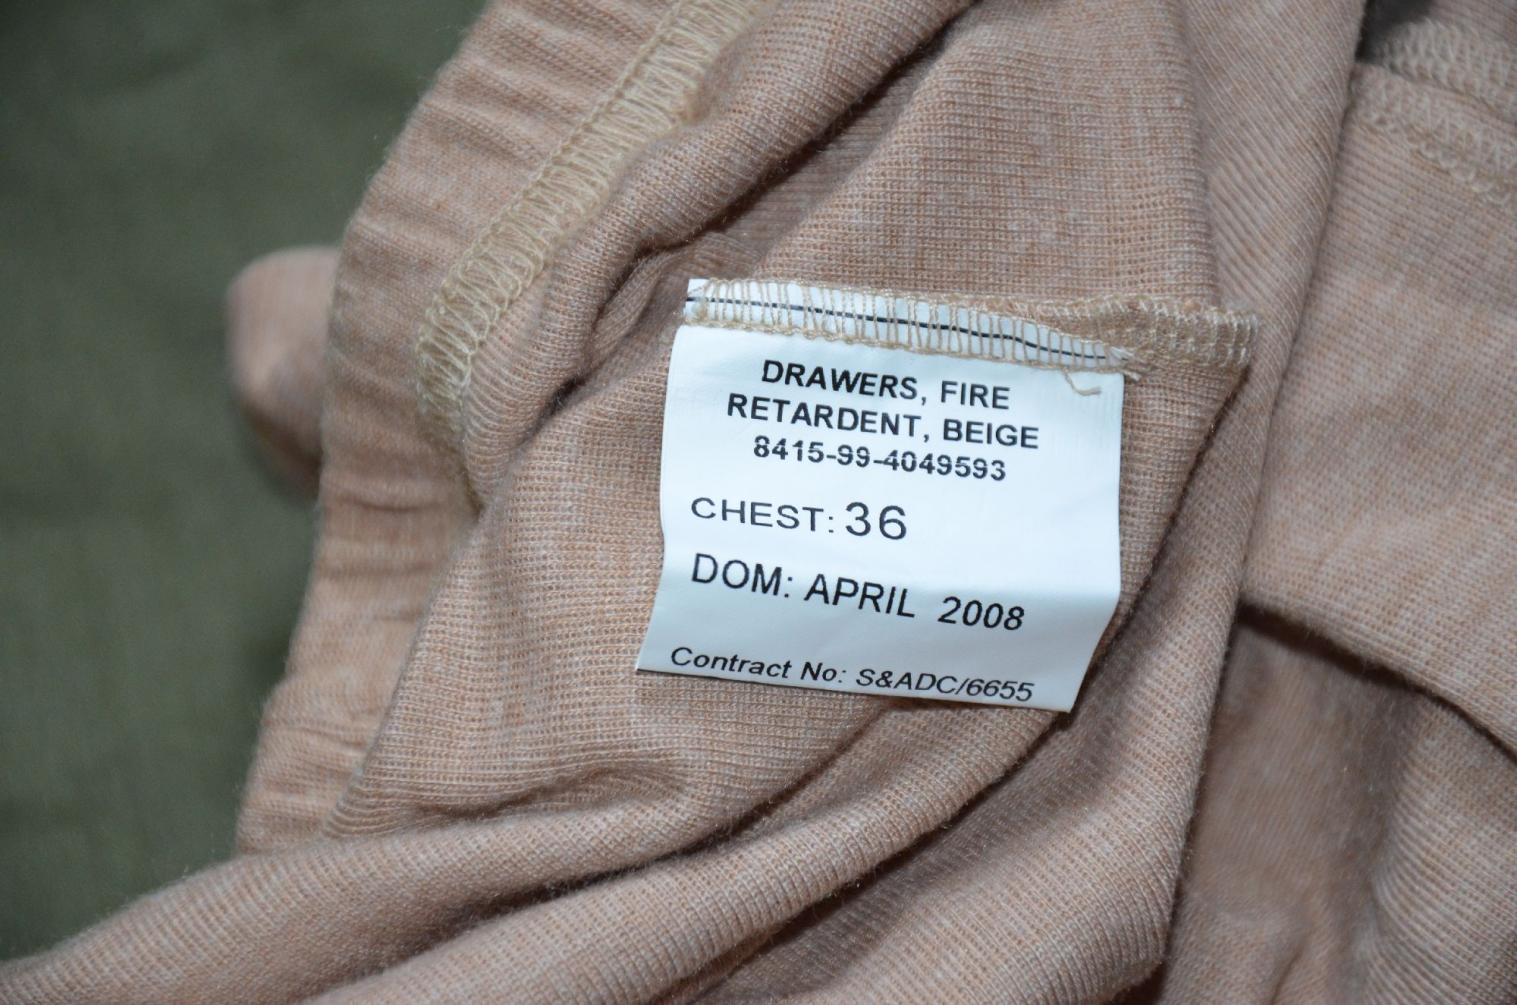 DRAWERS, FIRE
RETARDENT, BEIGE
8415-99-4049593
CHEST: 36
DOM: APRIL 2008
Contract No: S&ADC/6655